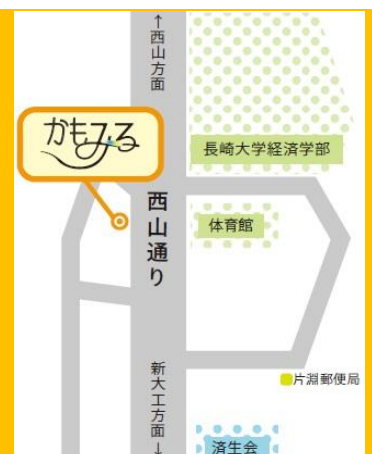 ↑西山方面
かもみる
長崎大学経済学部
西山通り
体育館
新大工方面↓
片淵郵便局
済生会